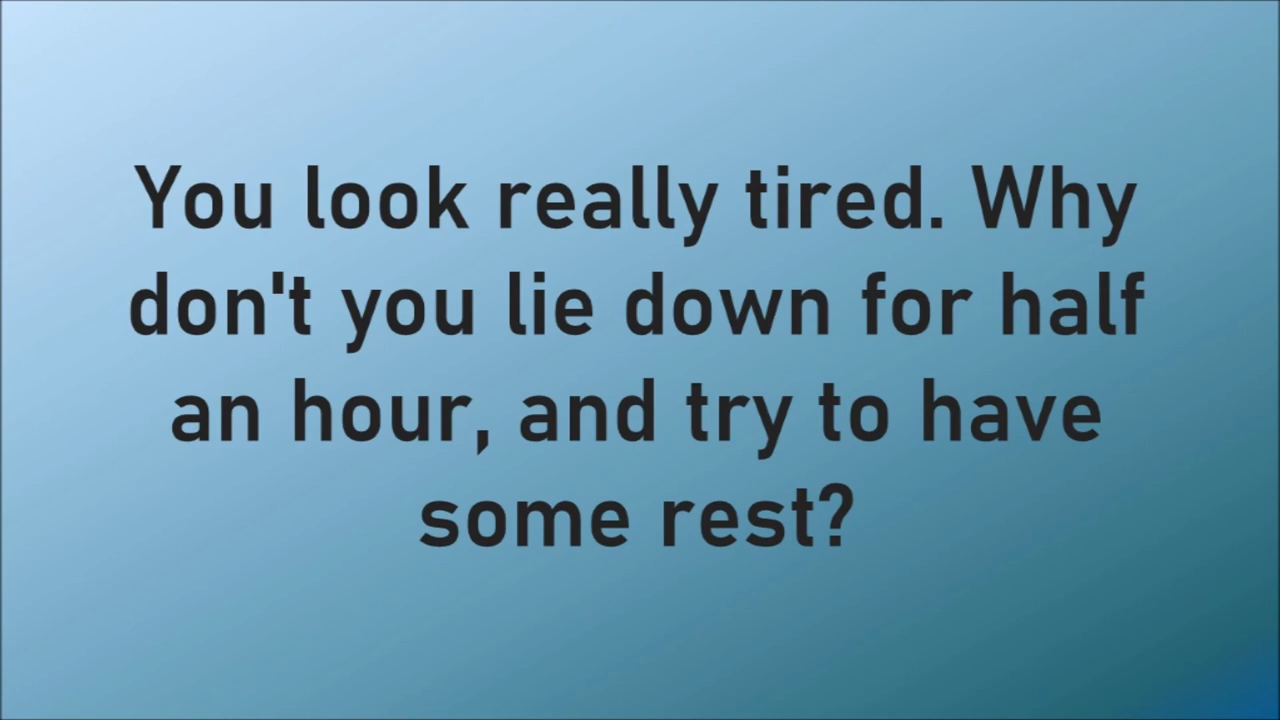 You look really tired. Why
don't you lie down for half
an hour, and try to have
some rest?